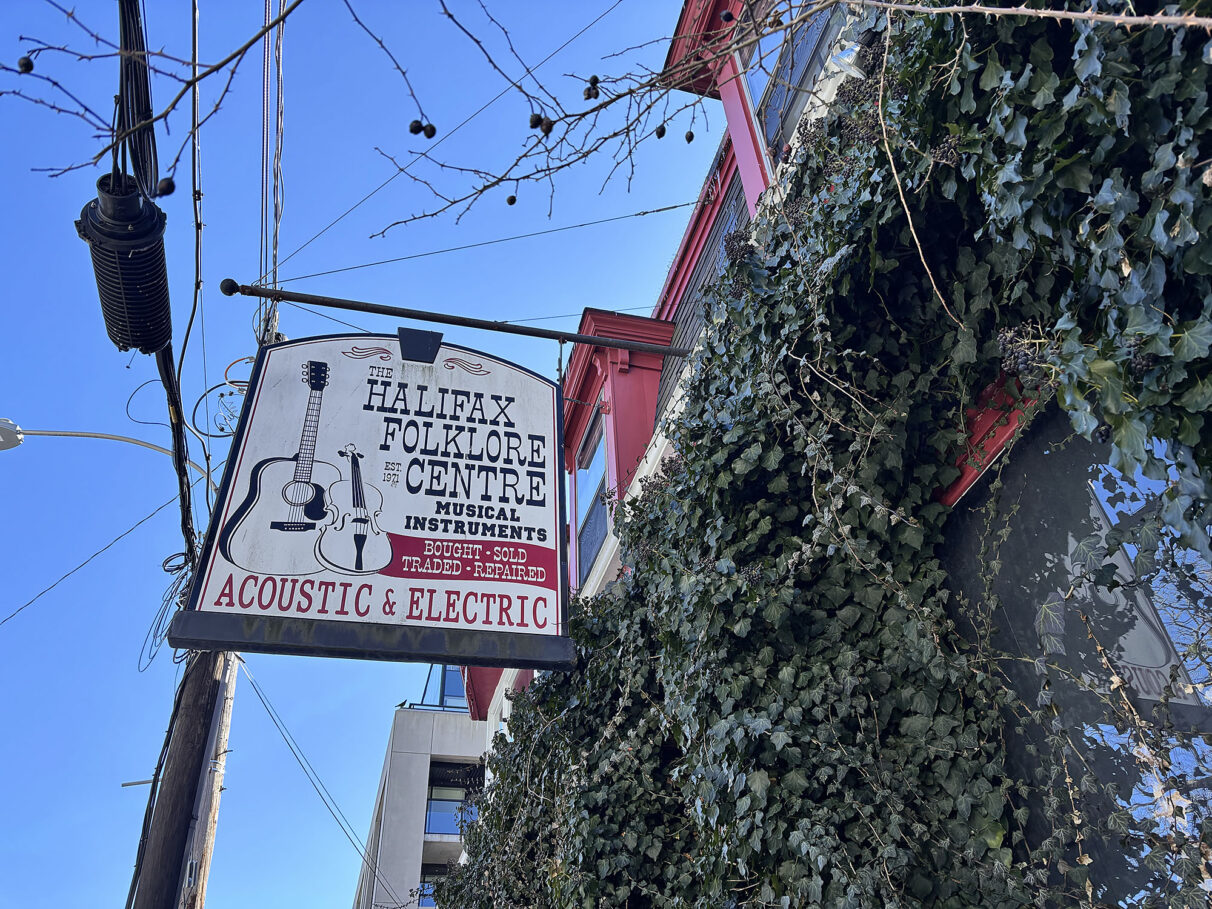 THE
HALIFAX
FOLKLORE
EST.
1971
CENTRE
MUSICAL
INSTRUMENTS
BOUGHT · SOLD
TRADED · REPAIRED
ACOUSTIC & ELECTRIC